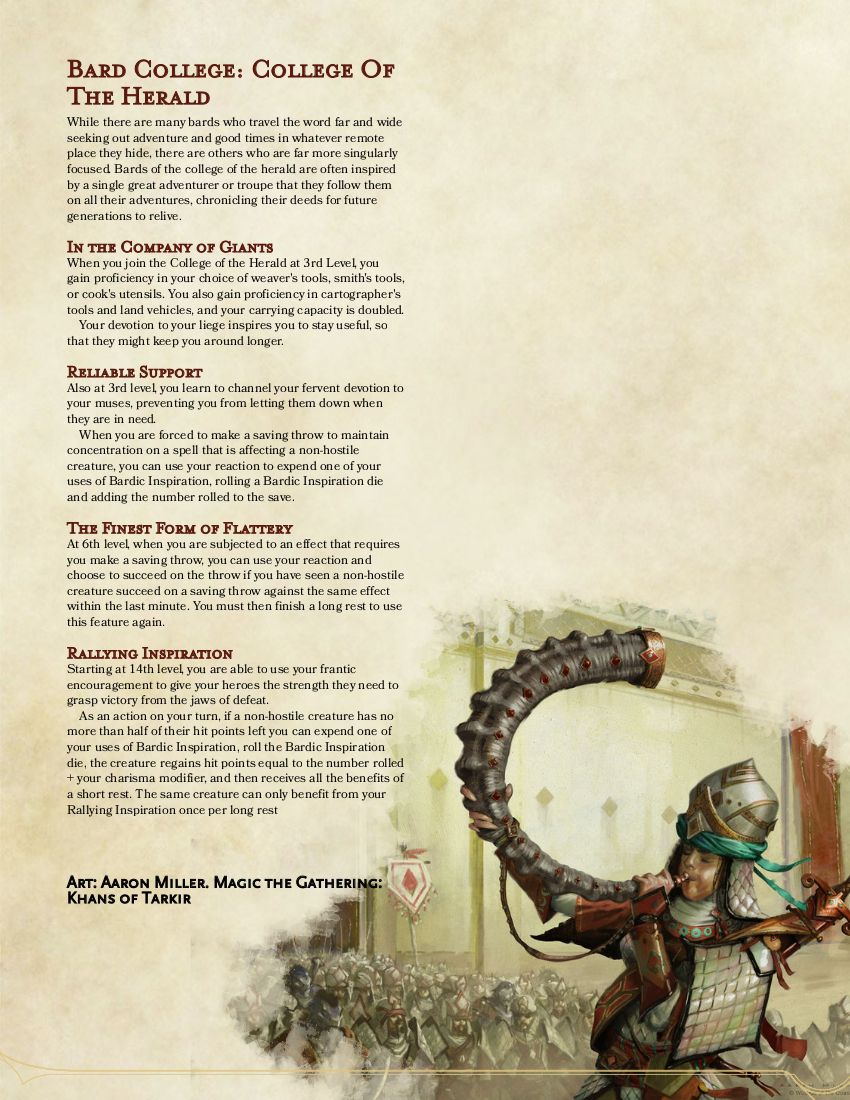 Bard College: College Of
The Herald
While there are many bards who travel the word far and wide
seeking out adventure and good times in whatever remote
place they hide, there are others who are far more singularly
focused. Bards of the college of the herald are often inspired
by a single great adventurer or troupe that they follow them
on all their adventures, chronicling their deeds for future
generations to relive.
In the Company of Giants
When you join the College of the Herald at 3rd Level, you
gain proficiency in your choice of weaver's tools, smith's tools,
or cook's utensils. You also gain proficiency in cartographer's
tools and land vehicles, and your carrying capacity is doubled.
Your devotion to your liege inspires you to stay useful, so
that they might keep you around longer.
Reliable Support
Also at 3rd level, you learn to channel your fervent devotion to
your muses, preventing you from letting them down when
they are in need.
When you are forced to make a saving throw to maintain
concentration on a spell that is affecting a non-hostile
creature, you can use your reaction to expend one of your
uses of Bardic Inspiration, rolling a Bardic Inspiration die
and adding the number rolled to the save.
The Finest Form of Flattery
At 6th level, when you are subjected to an effect that requires
you make a saving throw, you can use your reaction and
choose to succeed on the throw if you have seen a non-hostile
creature succeed on a saving throw against the same effect
within the last minute. You must then finish a long rest to use
this feature again.
Rallying Inspiration
Starting at 14th level, you are able to use your frantic
encouragement to give your heroes the strength they need to
grasp victory from the jaws of defeat.
As an action on your turn, if a non-hostile creature has no
more than half of their hit points left you can expend one of
your uses of Bardic Inspiration, roll the Bardic Inspiration
die, the creature regains hit points equal to the number rolled
+ your charisma modifier, and then receives all the benefits of
a short rest. The same creature can only benefit from your
Rallying Inspiration once per long rest
Art: Aaron Miller. Magic the Gathering:
Khans of Tarkir